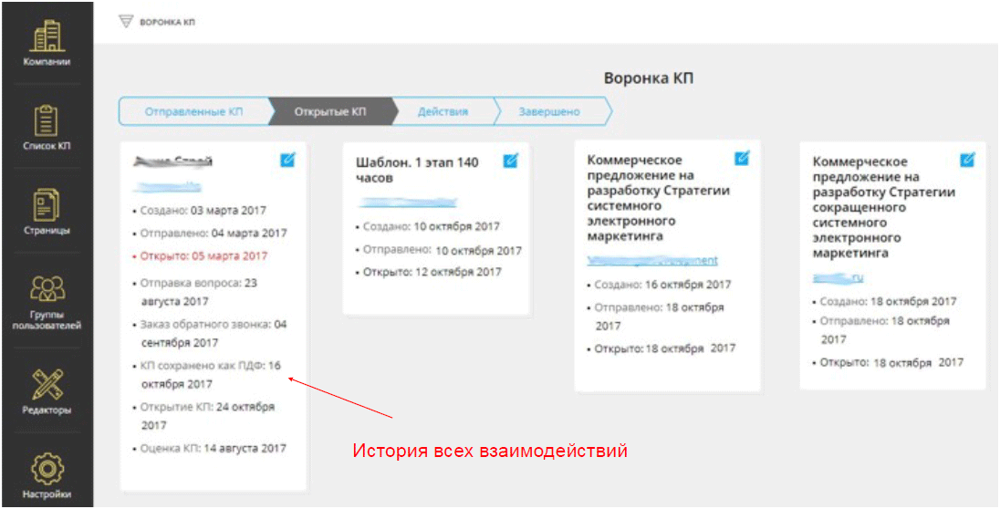 ВОРОНКА КП
Компании
Список КП
Страницы
Группы
пользователей
Редакторы
Настройки
Воронка КП
Отправленные КП
Открытые КП
Действия
Завершено
Строй
• Создано: 03 марта 2017
• Отправлено: 04 марта 2017
• Открыто: 05 марта 2017
• Отправка вопроса: 23
августа 2017
• Заказ обратного звонка: 04
сентября 2017
• КП сохранено как ПДФ: 16
октября 2017
• Открытие КП: 24 октября
2017
• Оценка КП: 14 августа 2017
Шаблон. 1 этап 140
часов
• Создано: 10 октября 2017
• Отправлено: 10 октября 2017
• Открыто: 12 октября 2017
Коммерческое
предложение на
разработку Стратегии
системного
электронного
маркетинга
• Создано: 16 октября 2017
• Отправлено: 18 октября
2017
• Открыто: 18 октября 2017
Коммерческое
предложение на
разработку Стратегии
сокращенного
системного
электронного
маркетинга
• Создано: 18 октября 2017
• Отправлено: 18 октября
2017
• Открыто: 18 октября 2017
История всех взаимодействий